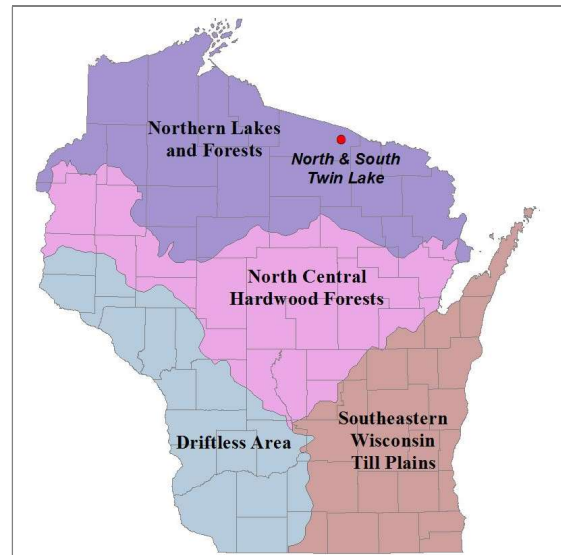 Northern Lakes
and Forests
North & South
Twin Lake
North Central
Hardwood Forests
Driftless Area
Southeastern
Wisconsin
Till Plains